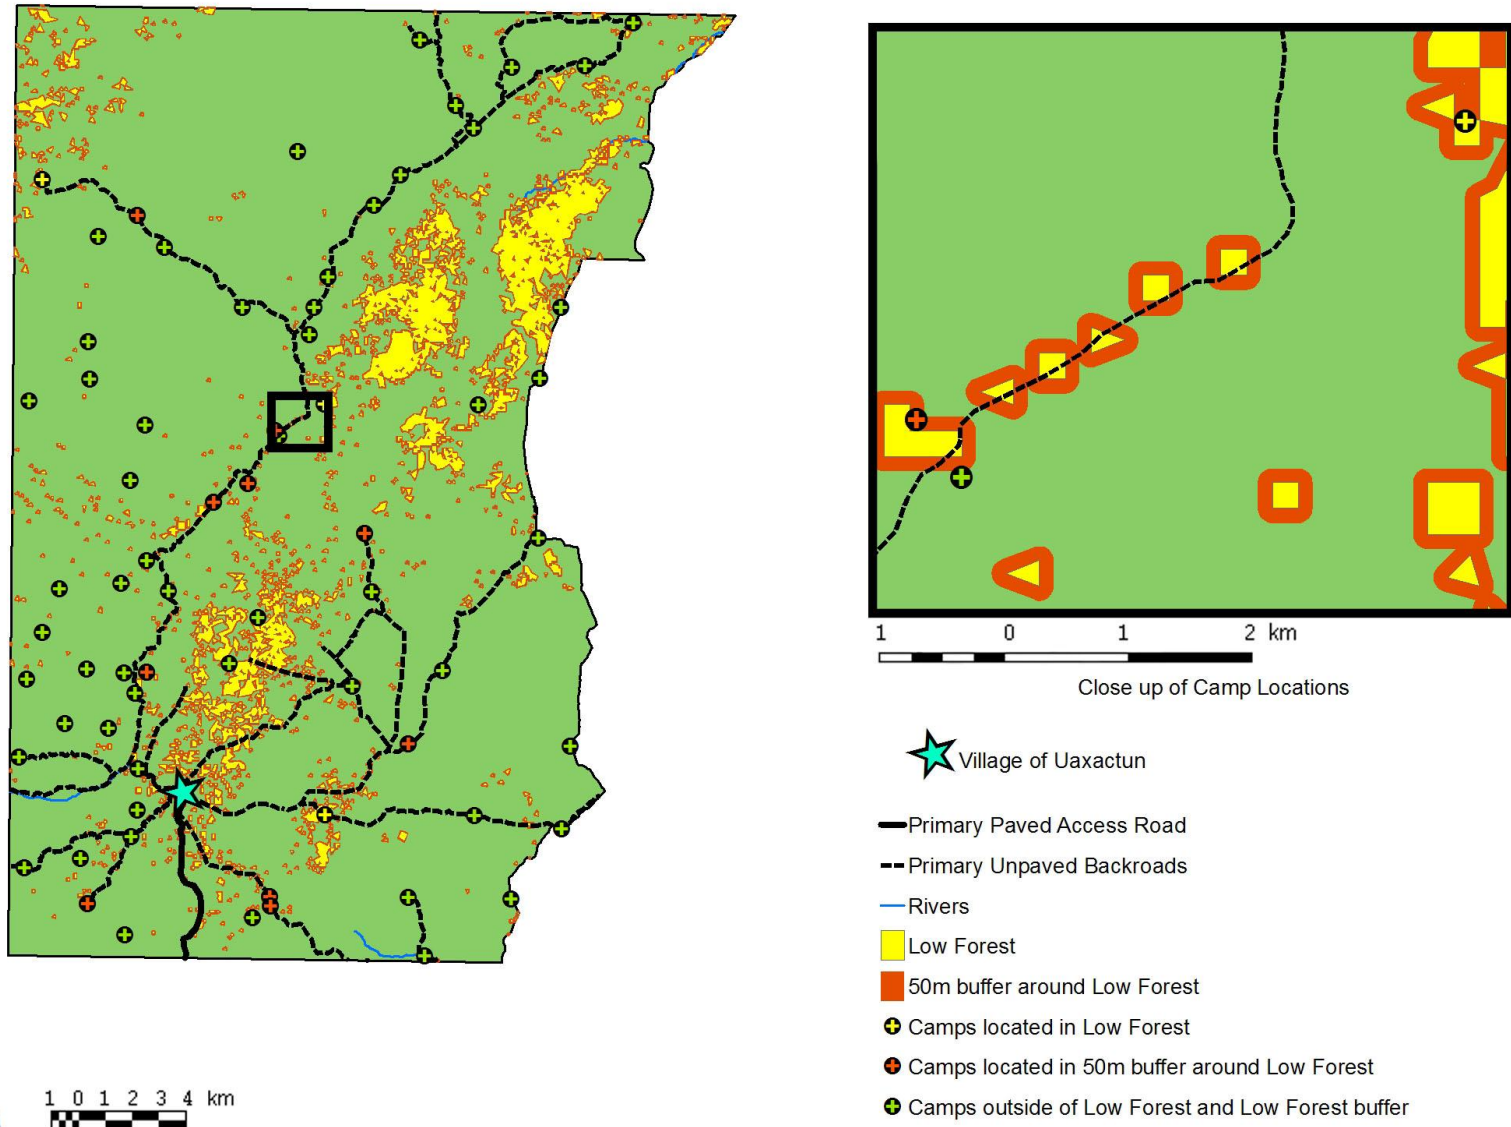 1 0 1 2 km
Close up of Camp Locations
Village of Uaxactun
Primary Paved Access Road
Primary Unpaved Backroads
Rivers
Low Forest
50m buffer around Low Forest
Camps located in Low Forest
Camps located in 50m buffer around Low Forest
Camps outside of Low Forest and Low Forest buffer
1 0 1 2 3 4 km